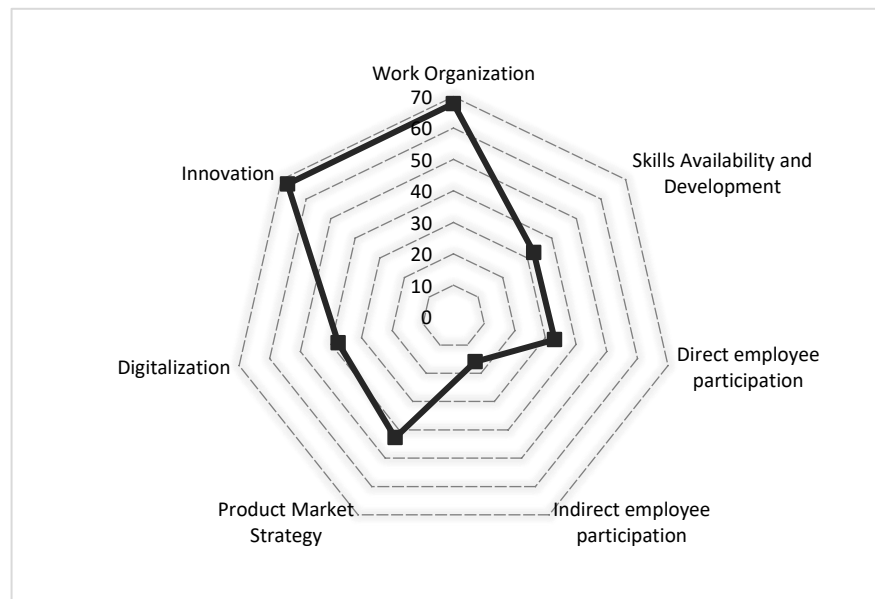 Work Organization
70
60
50
40
30
20
10
0
Skills Availability and
Development
Direct employee
participation
Indirect employee
participation
Product Market
Strategy
Digitalization
Innovation